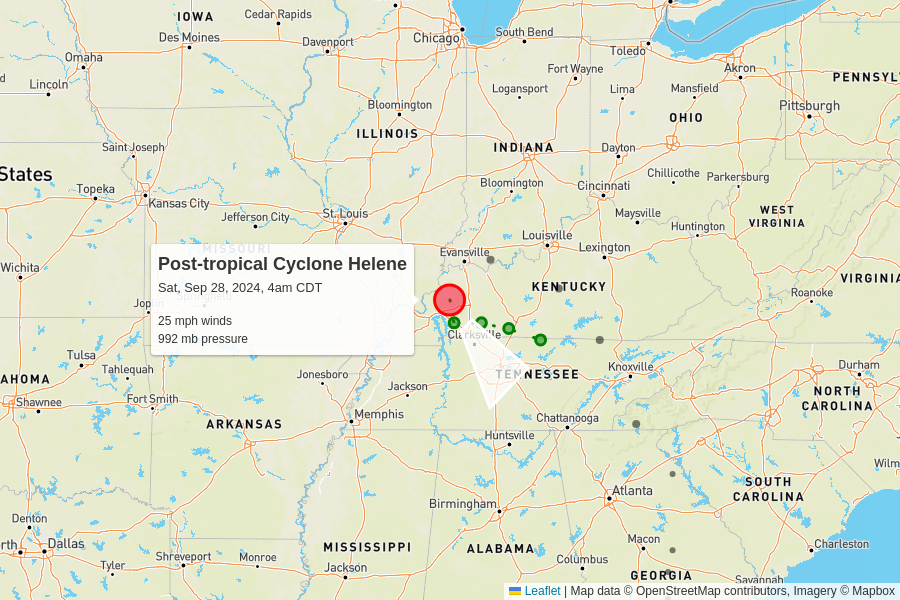 IOWA
Cedar Rapids
Des Moines
Davenport
Chicago
South Bend
Toledo
Omaha
Lincoln
Fort Wayne
Akron
PENNSYL
Logansport
Lima
Mansfield
Bloomington
Pittsburgh
ILLINOIS
OHIO
INDIANA
Dayton
Saint Joseph
States
Chillicothe
Parkersburg
Topeka
Bloomington
Cincinnati
Kansas City
Jefferson City
St. Louis
Maysville
WEST
VIRGINIA
Huntington
Louisville
Lexington
MISSOURI
Evansville
Post-tropical Cyclone Helene
Sat, Sep 28, 2024, 4am CDT
25 mph winds
992 mb pressure
Wichita
VIRGINIA
KENTUCKY
Roanoke
Springfield
Jopli
Clarksville
Tulsa
Tahlequah
Jonesboro
TENNESSEE
Knoxville
Durham
AHOMA
Shawnee
Fort Smith
Jackson
NORTH
CAROLINA
Memphis
Chattanooga
ARKANSAS
Huntsville
Wilm
SOUTH
CAROLINA
Atlanta
Birmingham
Denton
rth
Dallas
MISSISSIPPI
ALABAMA
Macon
Charleston
Shreveport
Monroe
Tyler
Jackson
Columbus
GEORGIA
Savannah
Leaflet | Map data © OpenStreetMap contributors, Imagery © Mapbox